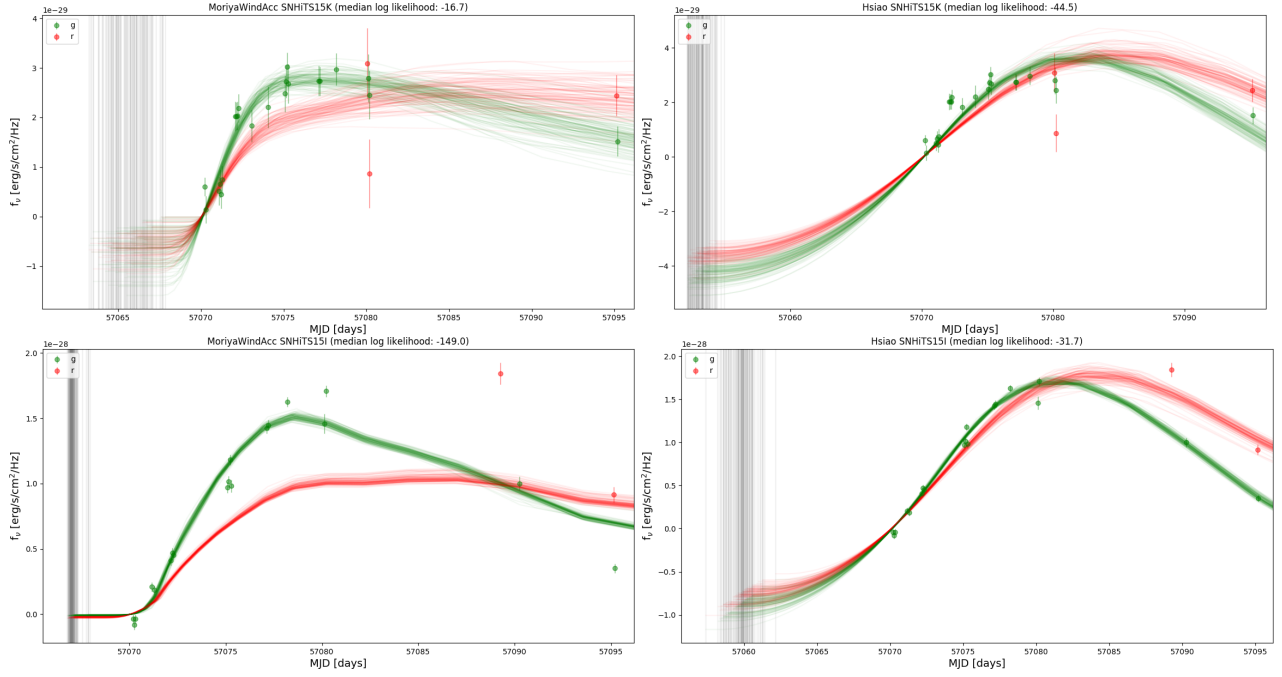 MoriyaWindAcc SNHiTS15K (median log likelihood: -16.7)
1e−29
g
r
f_ν [erg/s/cm²/Hz]
4
3
2
1
0
−1
57065 57070 57075 57080 57085 57090 57095
MJD [days]
Hsiao SNHiTS15K (median log likelihood: -44.5)
1e−29
g
r
f_ν [erg/s/cm²/Hz]
4
2
0
−2
−4
57060 57070 57080 57090
MJD [days]
MoriyaWindAcc SNHiTS15I (median log likelihood: -149.0)
1e−28
g
r
f_ν [erg/s/cm²/Hz]
2.0
1.5
1.0
0.5
0.0
57070 57075 57080 57085 57090 57095
MJD [days]
Hsiao SNHiTS15I (median log likelihood: -31.7)
1e−28
g
r
f_ν [erg/s/cm²/Hz]
2.0
1.5
1.0
0.5
0.0
−0.5
−1.0
57060 57065 57070 57075 57080 57085 57090 57095
MJD [days]